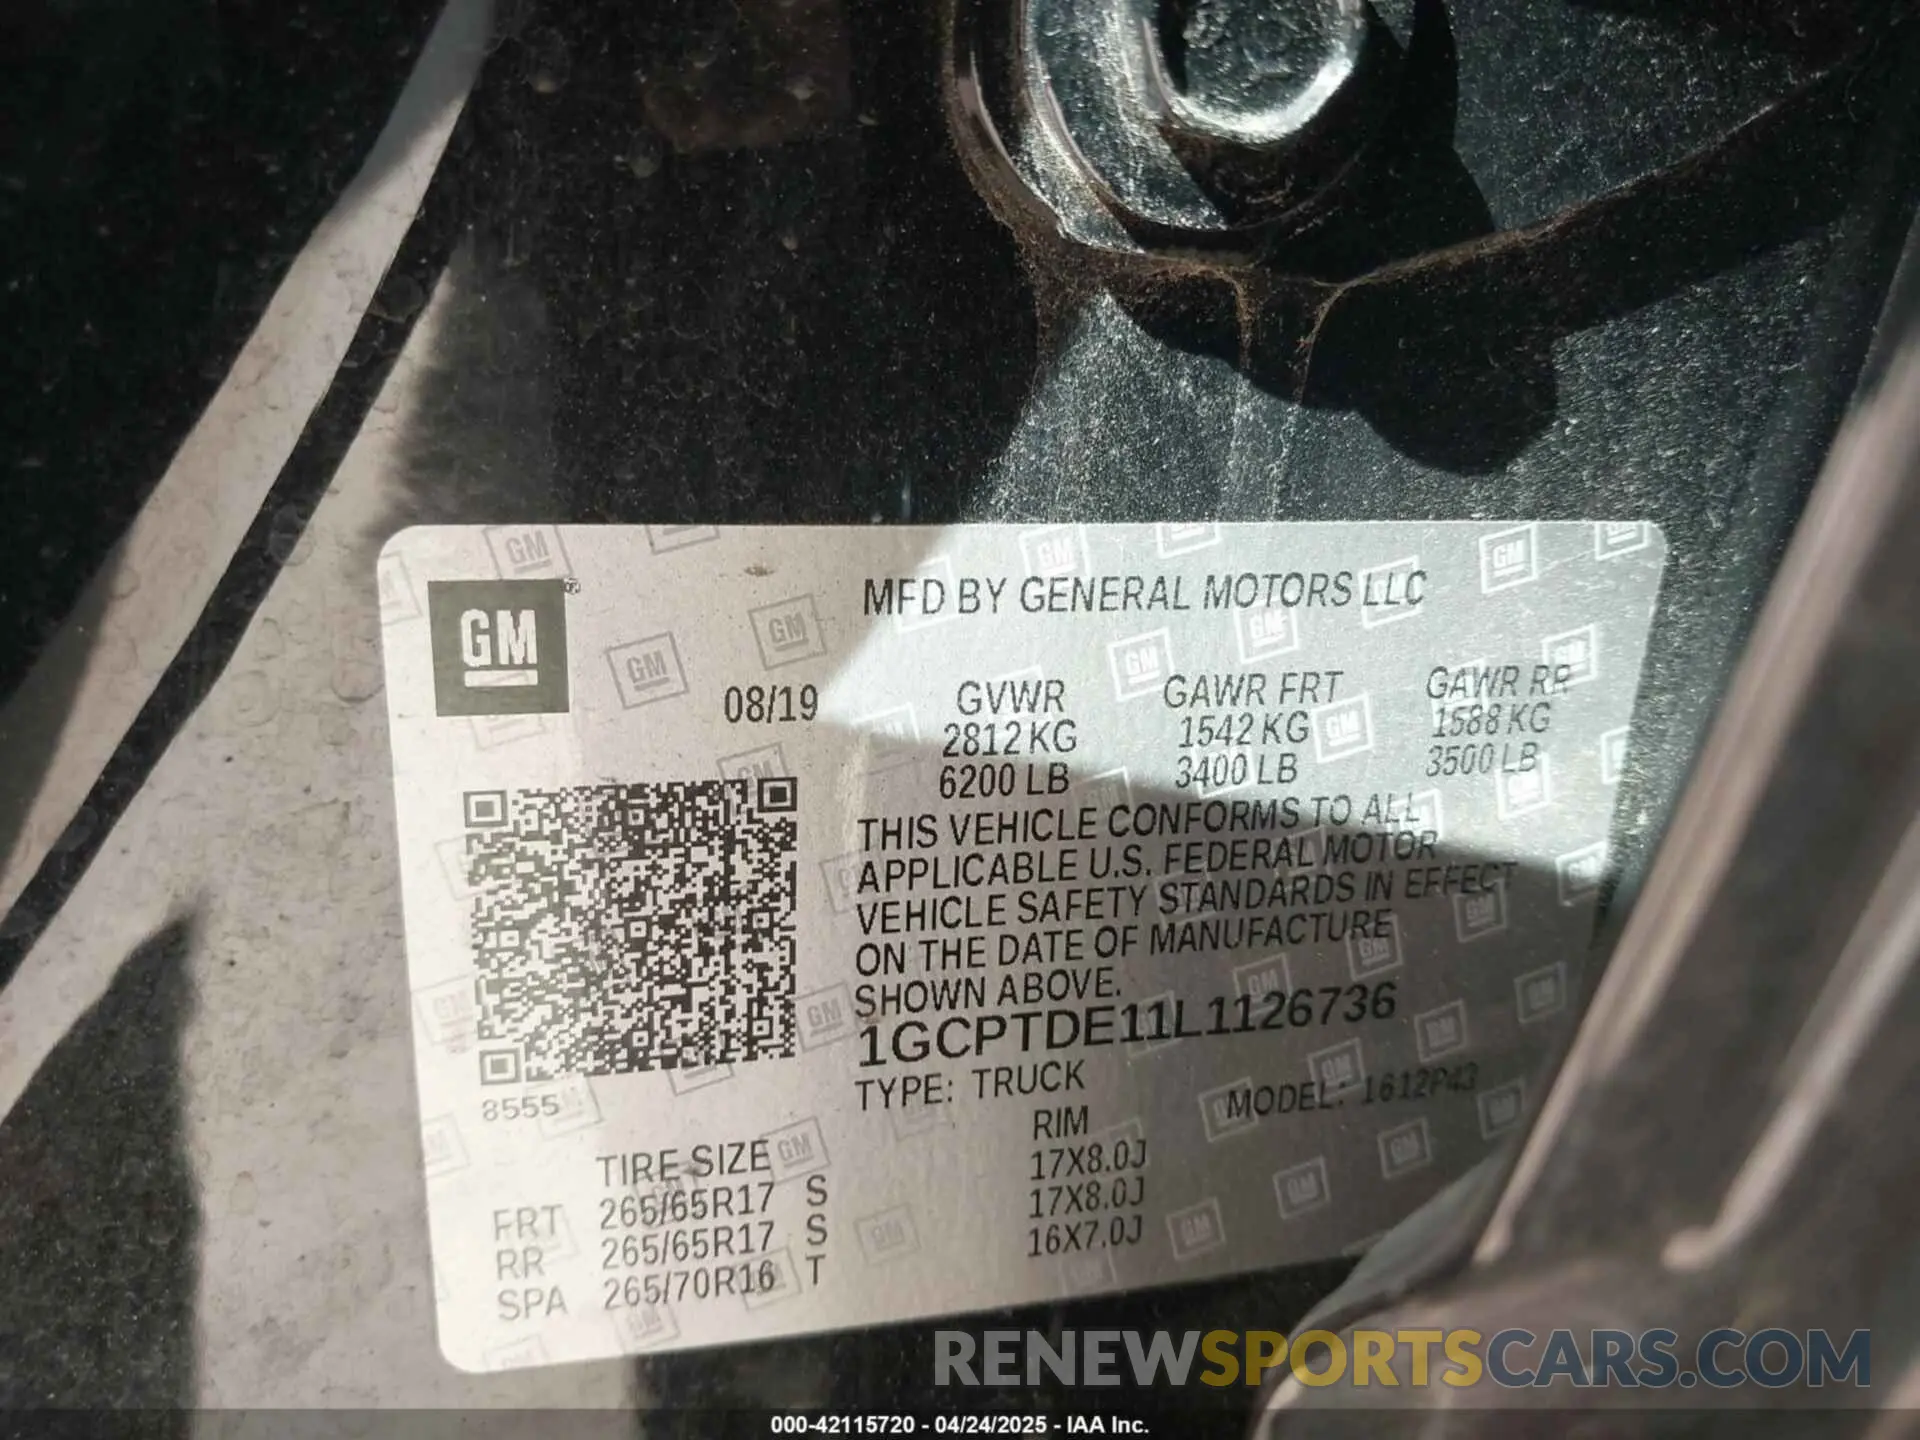 GM
MFD BY GENERAL MOTORS LLC
08/19
GVWR GAWR FRT GAWR RR
2812 KG 1542 KG 1588 KG
6200 LB 3400 LB 3500 LB
THIS VEHICLE CONFORMS TO ALL
APPLICABLE U.S. FEDERAL MOTOR
VEHICLE SAFETY STANDARDS IN EFFECT
ON THE DATE OF MANUFACTURE
SHOWN ABOVE.
1GCPTDE11L1126736
TYPE: TRUCK MODEL: 1612P43
8555
TIRE SIZE RIM
FRT 265/65R17 S 17X8.0J
RR 265/65R17 S 17X8.0J
SPA 265/70R16 T 16X7.0J
RENEWSPORTSCARS.COM
000-42115720 - 04/24/2025 - IAA Inc.